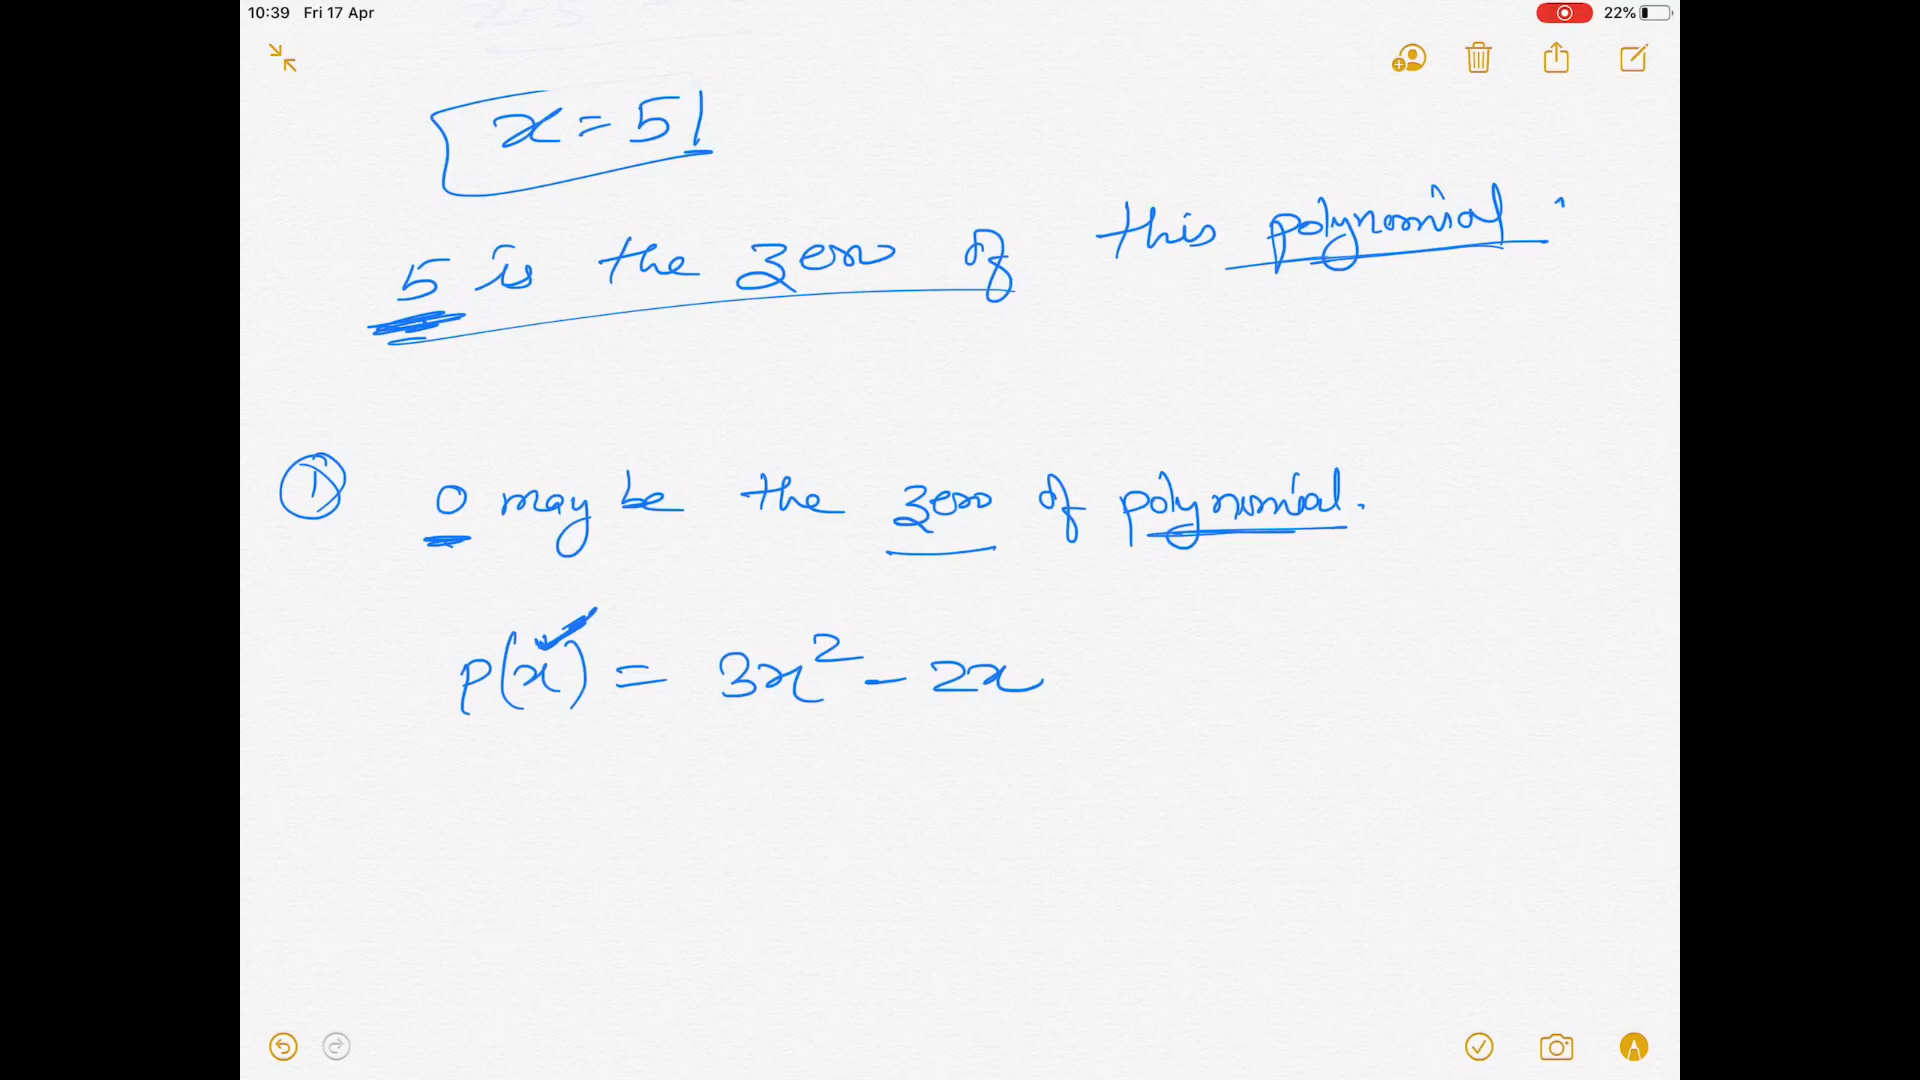 10:39 Fri 17 Apr
22%
x = 5
5 is the zero of this polynomial.
① 0 may be the zero of polynomial.
p(x) = 3x² - 2x